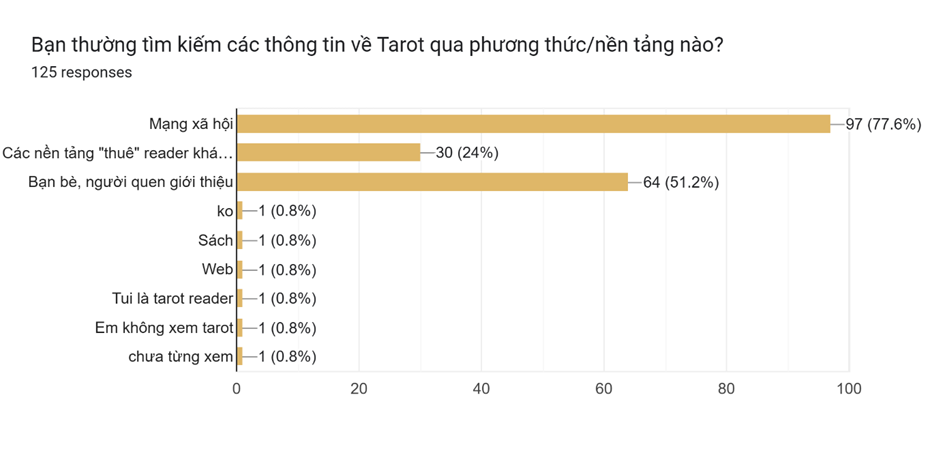 Bạn thường tìm kiếm các thông tin về Tarot qua phương thức/nền tảng nào?
125 responses
Mạng xã hội 97 (77.6%)
Các nền tảng "thuê" reader khá… 30 (24%)
Bạn bè, người quen giới thiệu 64 (51.2%)
ko 1 (0.8%)
Sách 1 (0.8%)
Web 1 (0.8%)
Tui là tarot reader 1 (0.8%)
Em không xem tarot 1 (0.8%)
chưa từng xem 1 (0.8%)
0 20 40 60 80 100